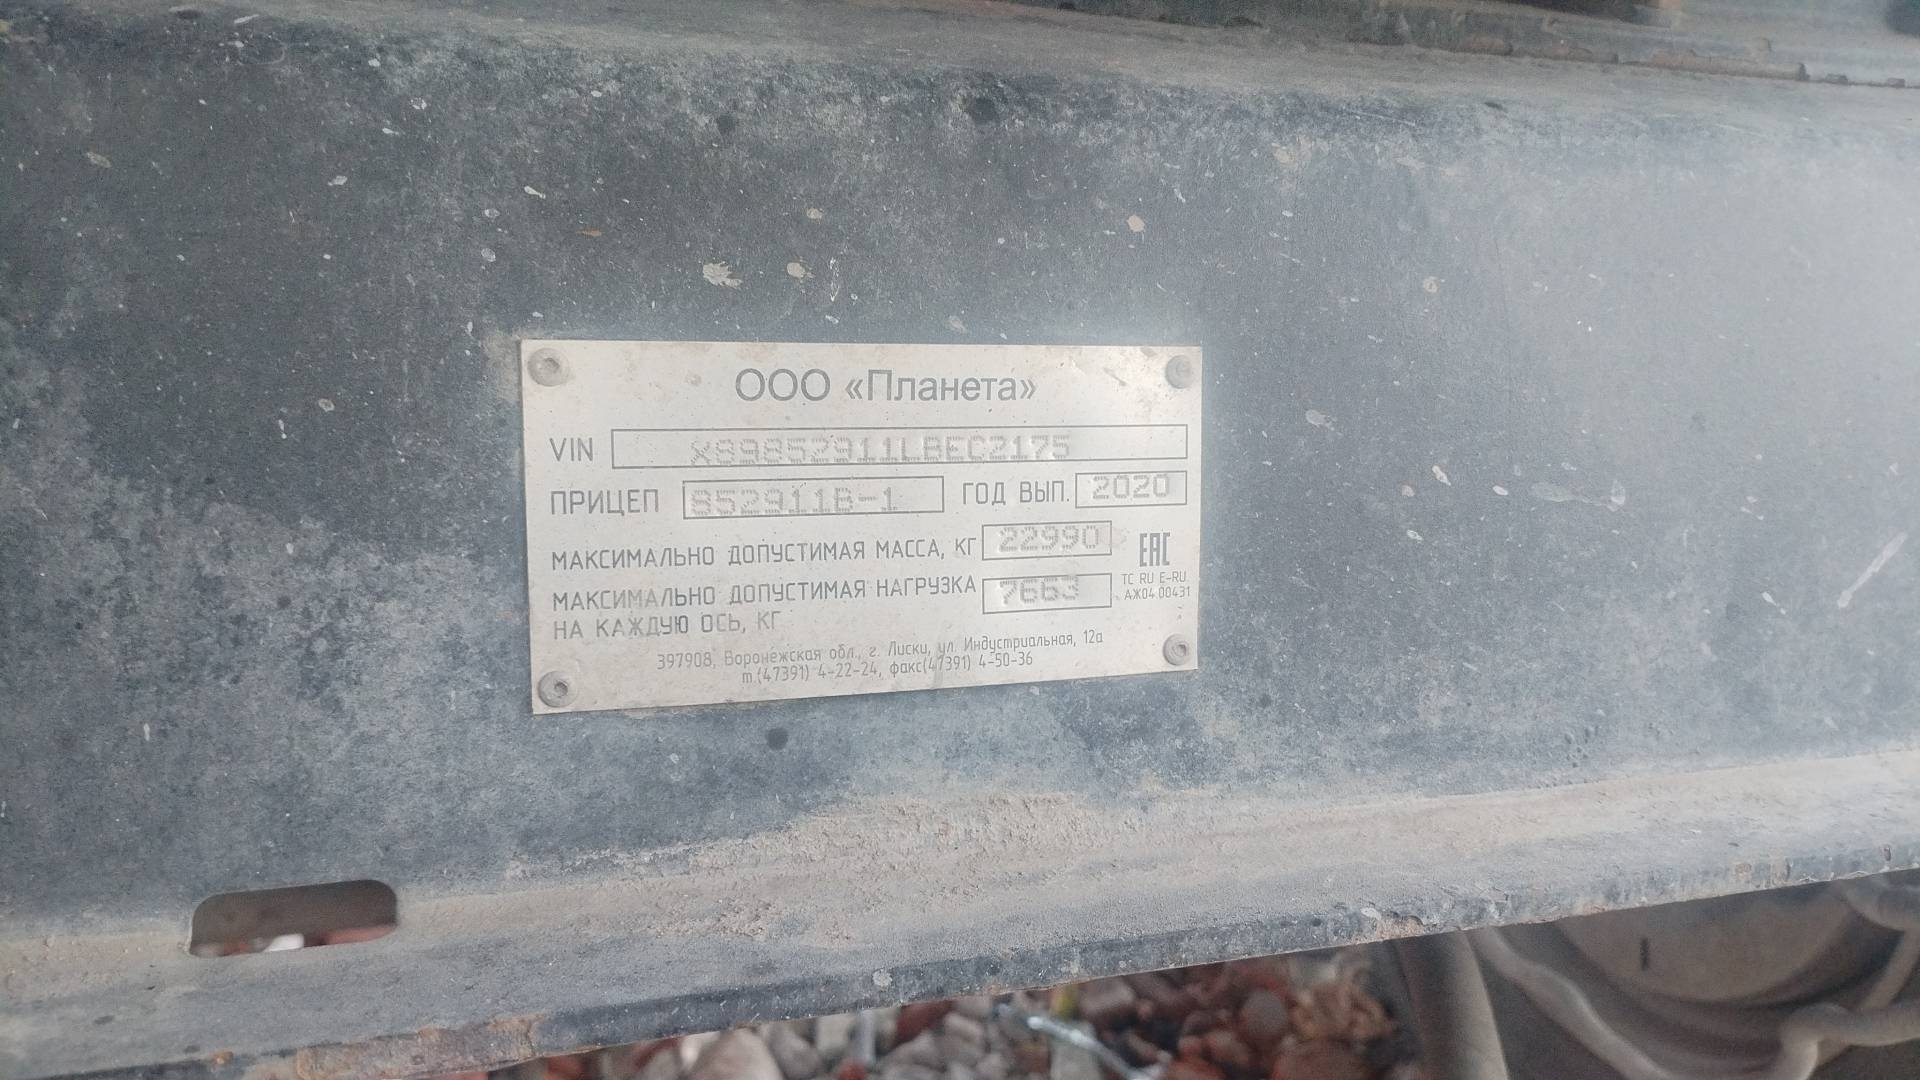 ООО «Планета»
VIN X89852911LBEC2175
ПРИЦЕП 852911В-1 ГОД ВЫП. 2020
МАКСИМАЛЬНО ДОПУСТИМАЯ МАССА, КГ 22990
МАКСИМАЛЬНО ДОПУСТИМАЯ НАГРУЗКА 7663
НА КАЖДУЮ ОСЬ, КГ
EAC
ТС RU E-RU.
АЖ04.00431
397908, Воронежская обл., г. Лиски, ул. Индустриальная, 12а
т.(47391) 4-22-24, факс(47391) 4-50-36